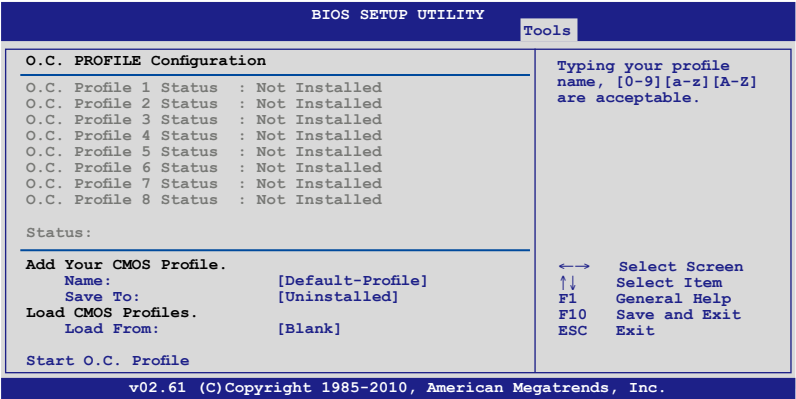 BIOS SETUP UTILITY
Tools
O.C. PROFILE Configuration
O.C. Profile 1 Status : Not Installed
O.C. Profile 2 Status : Not Installed
O.C. Profile 3 Status : Not Installed
O.C. Profile 4 Status : Not Installed
O.C. Profile 5 Status : Not Installed
O.C. Profile 6 Status : Not Installed
O.C. Profile 7 Status : Not Installed
O.C. Profile 8 Status : Not Installed
Status:
Add Your CMOS Profile.
Name: [Default-Profile]
Save To: [Uninstalled]
Load CMOS Profiles.
Load From: [Blank]
Start O.C. Profile
Typing your profile
name, [0-9][a-z][A-Z]
are acceptable.
←→ Select Screen
↑↓ Select Item
F1 General Help
F10 Save and Exit
ESC Exit
v02.61 (C)Copyright 1985-2010, American Megatrends, Inc.